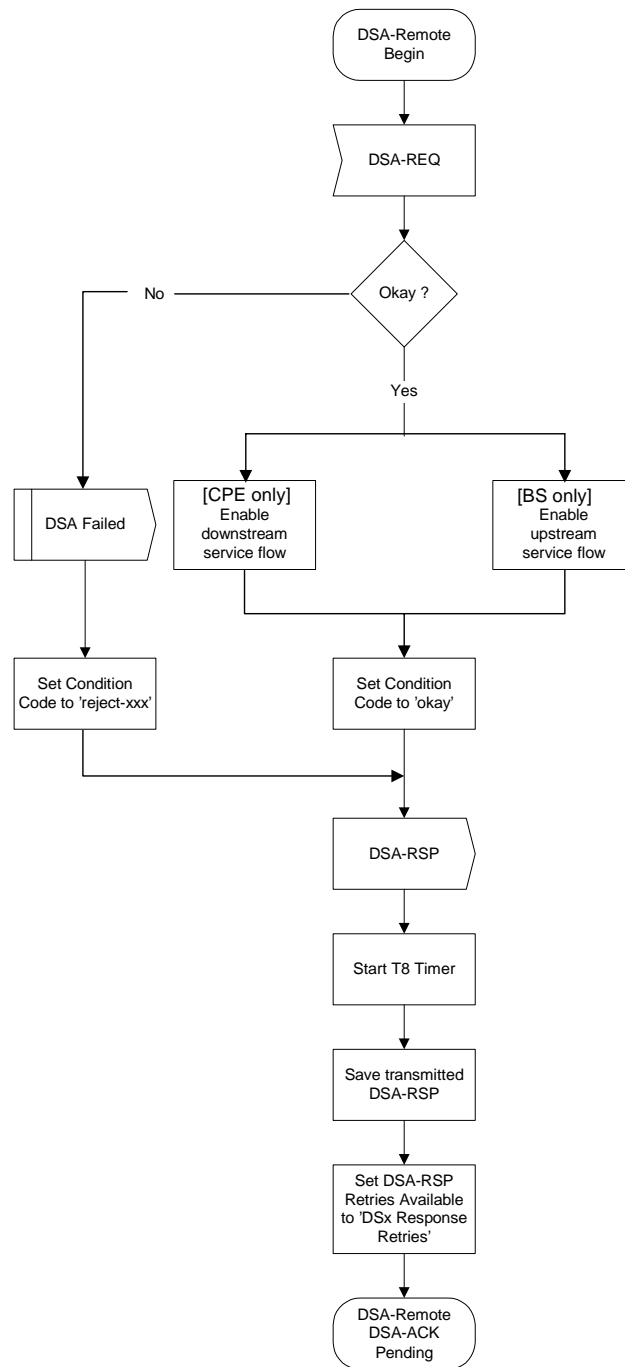 DSA-Remote
Begin
DSA-REQ
Okay ?
No
Yes
[CPE only]
Enable
downstream
service flow
[BS only]
Enable
upstream
service flow
DSA Failed
Set Condition
Code to 'reject-xxx'
Set Condition
Code to 'okay'
DSA-RSP
Start T8 Timer
Save transmitted
DSA-RSP
Set DSA-RSP
Retries Available
to 'DSx Response
Retries'
DSA-Remote
DSA-ACK
Pending